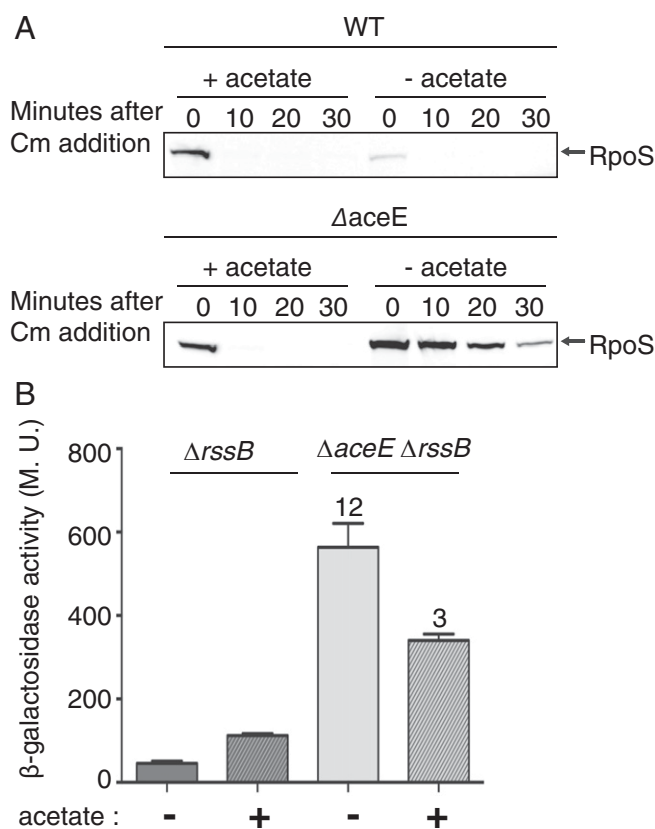 A
WT
+ acetate - acetate
Minutes after
Cm addition
0 10 20 30 0 10 20 30
RpoS
ΔaceE
+ acetate - acetate
Minutes after
Cm addition
0 10 20 30 0 10 20 30
RpoS
B
β-galactosidase activity (M. U.)
800
600
400
200
0
ΔrssB
ΔaceE ΔrssB
12
3
acetate : - + - +